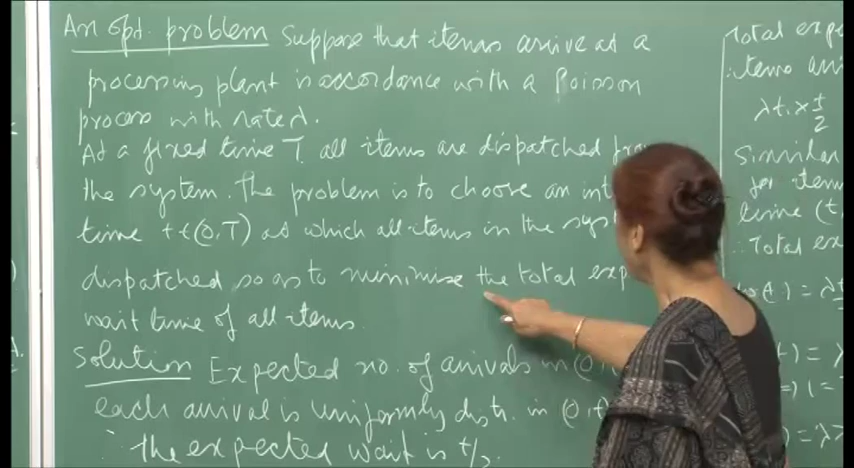 An opt. problem Suppose that items arrive at a
processing plant in accordance with a Poisson
process with rate λ.
At a fixed time T, all items are dispatched from
the system. The problem is to choose an int
time t ε (0,T) at which all items in the sys
dispatched so as to minimise the total exp
wait time of all items.
Solution Expected no. of arrivals in (0,
each arrival is uniformly distr. in (0,t
∴ the expected wait is t/2.
Total expe
items arri
λt. × t/2
Similar
for item
time (t,
∴ Total ex